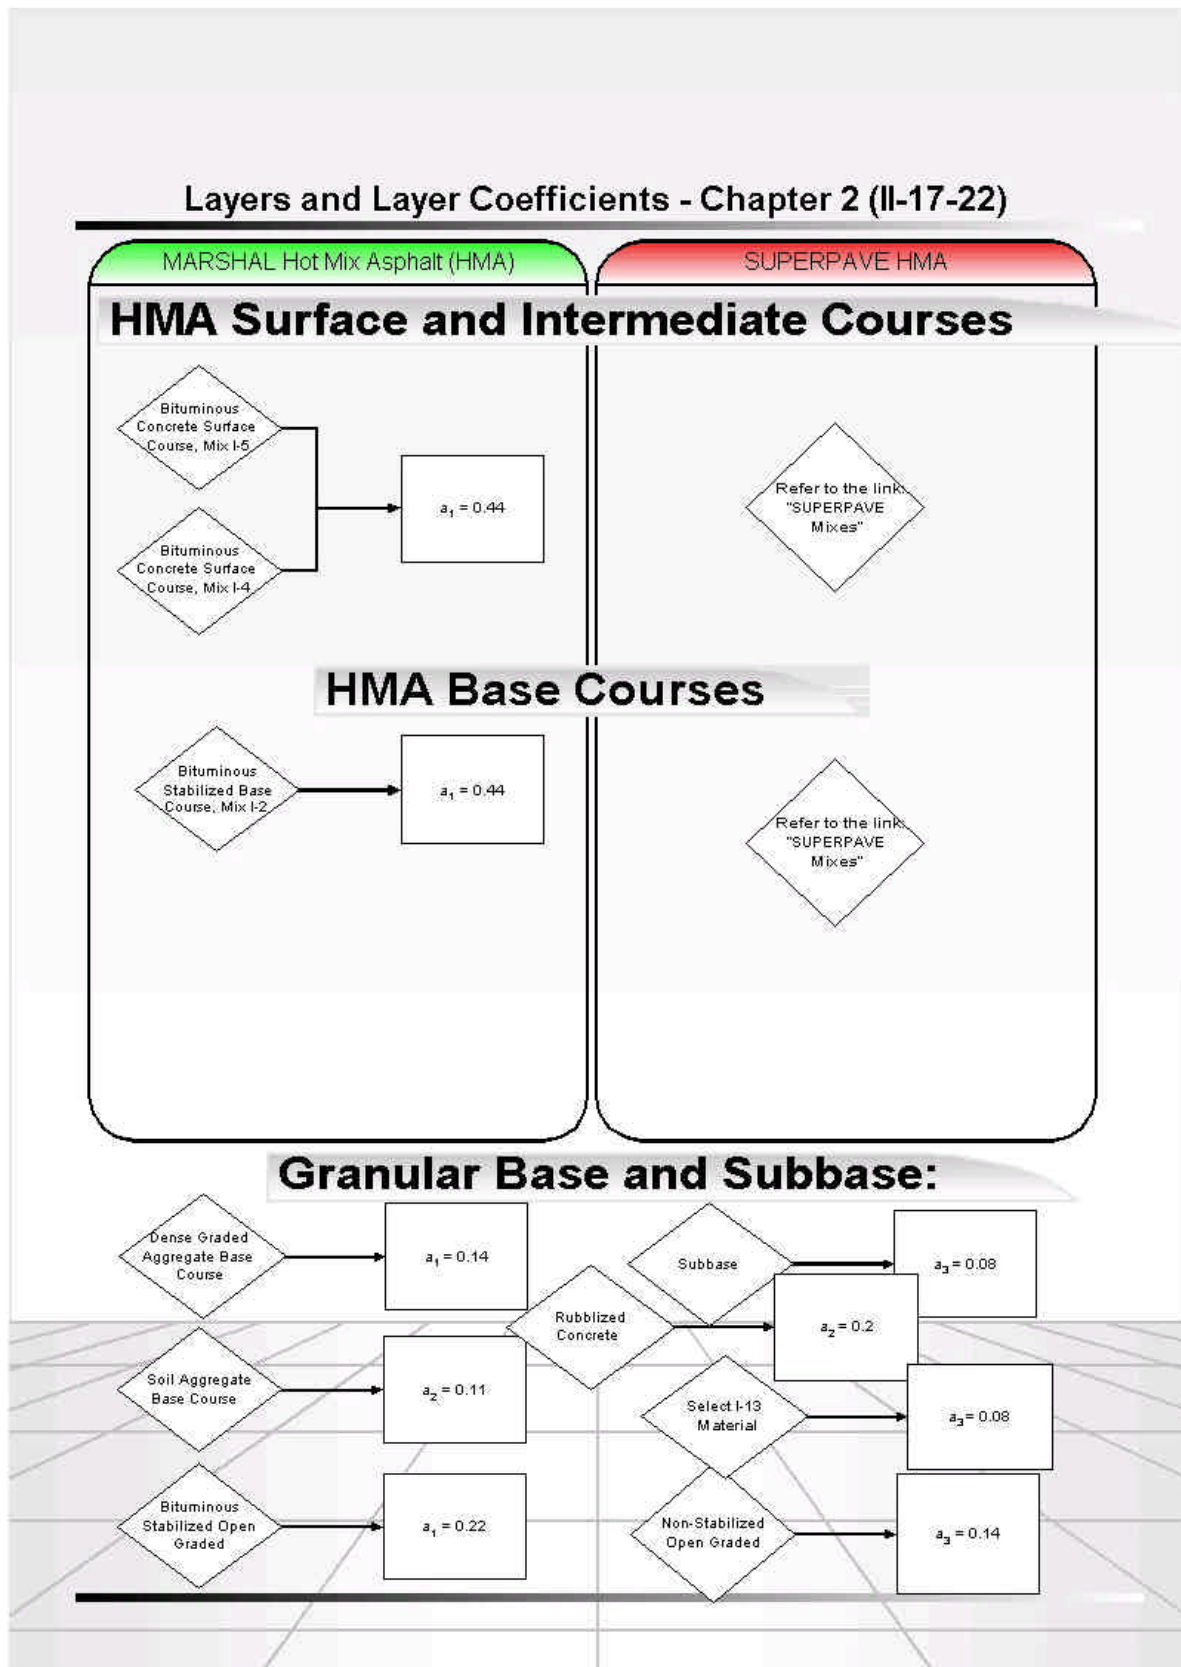 Layers and Layer Coefficients - Chapter 2 (II-17-22)
MARSHAL Hot Mix Asphalt (HMA)
SUPERPAVE HMA
HMA Surface and Intermediate Courses
Bituminous
Concrete Surface
Course, Mix I-5
a₁ = 0.44
Bituminous
Concrete Surface
Course, Mix I-4
Refer to the link:
"SUPERPAVE
Mixes"
HMA Base Courses
Bituminous
Stabilized Base
Course, Mix I-2
a₁ = 0.44
Refer to the link:
"SUPERPAVE
Mixes"
Granular Base and Subbase:
Dense Graded
Aggregate Base
Course
a₁ = 0.14
Subbase
a₃ = 0.08
Rubblized
Concrete
a₂ = 0.2
Soil Aggregate
Base Course
a₂ = 0.11
Select I-13
Material
a₃ = 0.08
Bituminous
Stabilized Open
Graded
a₁ = 0.22
Non-Stabilized
Open Graded
a₃ = 0.14